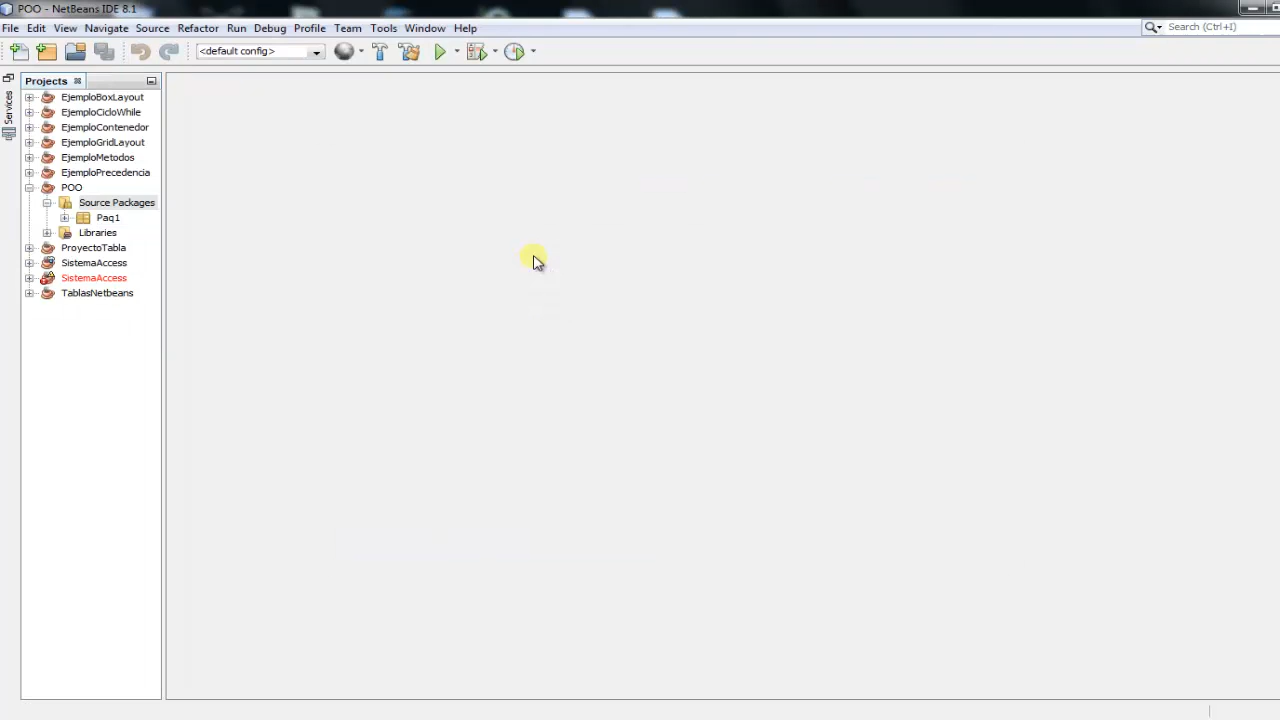 POO - NetBeans IDE 8.1
File Edit View Navigate Source Refactor Run Debug Profile Team Tools Window Help
Search (Ctrl+I)
<default config>
Services
Projects
EjemploBoxLayout
EjemploCicloWhile
EjemploContenedor
EjemploGridLayout
EjemploMetodos
EjemploPrecedencia
POO
Source Packages
Paq1
Libraries
ProyectoTabla
SistemaAccess
SistemaAccess
TablasNetbeans